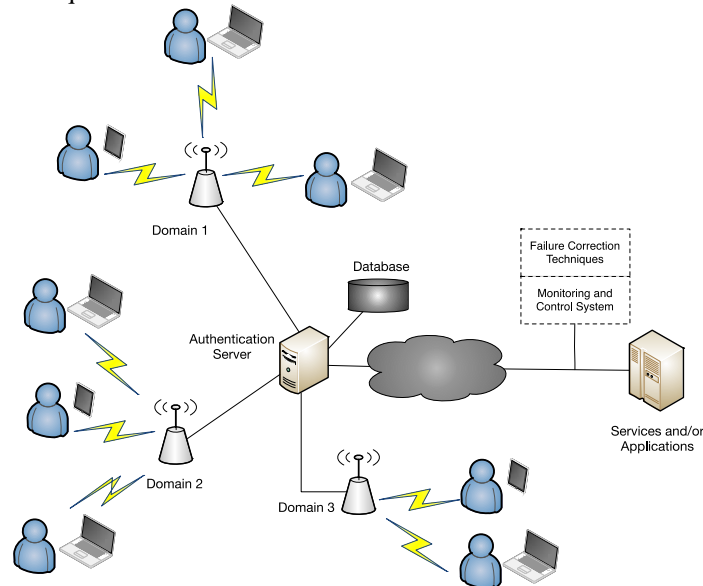 Domain 1
Failure Correction
Techniques
Database
Monitoring and
Control System
Authentication
Server
Services and/or
Applications
Domain 2
Domain 3